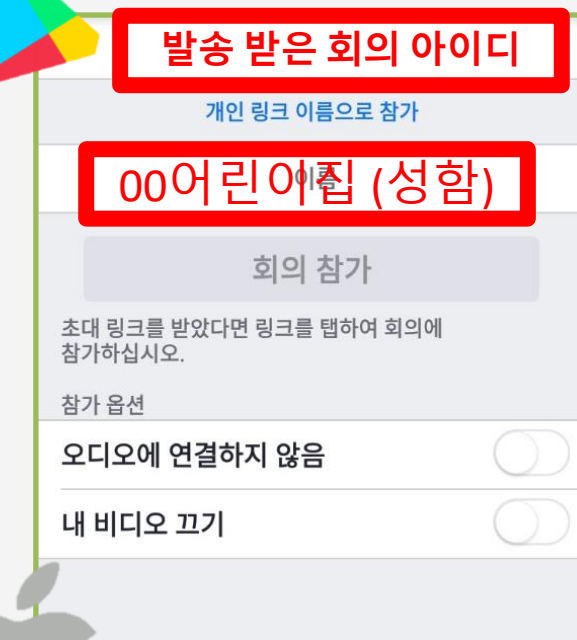 발송 받은 회의 아이디
개인 링크 이름으로 참가
00어린이집 (성함)
이름
회의 참가
초대 링크를 받았다면 링크를 탭하여 회의에
참가하십시오.
참가 옵션
오디오에 연결하지 않음
내 비디오 끄기